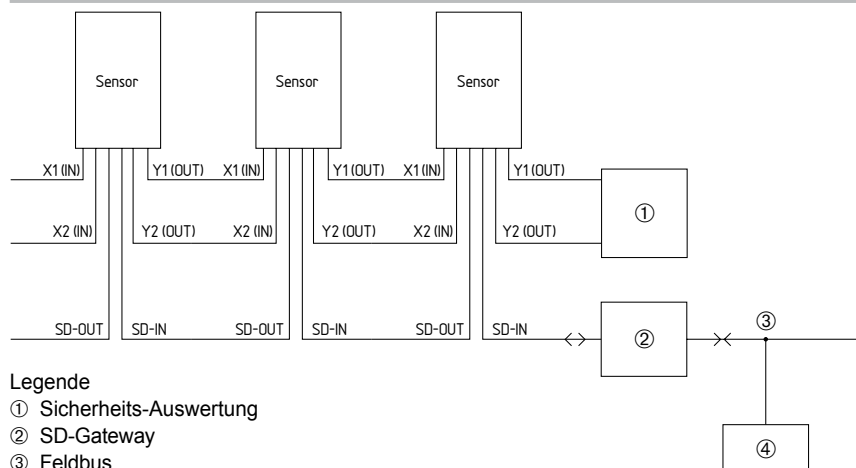 Sensor Sensor Sensor
X1 (IN) Y1 (OUT) X1 (IN) Y1 (OUT) X1 (IN) Y1 (OUT)
①
X2 (IN) Y2 (OUT) X2 (IN) Y2 (OUT) X2 (IN) Y2 (OUT)
③
SD-OUT SD-IN SD-OUT SD-IN SD-OUT SD-IN ②
Legende
① Sicherheits-Auswertung
② SD-Gateway
③ Feldbus
④